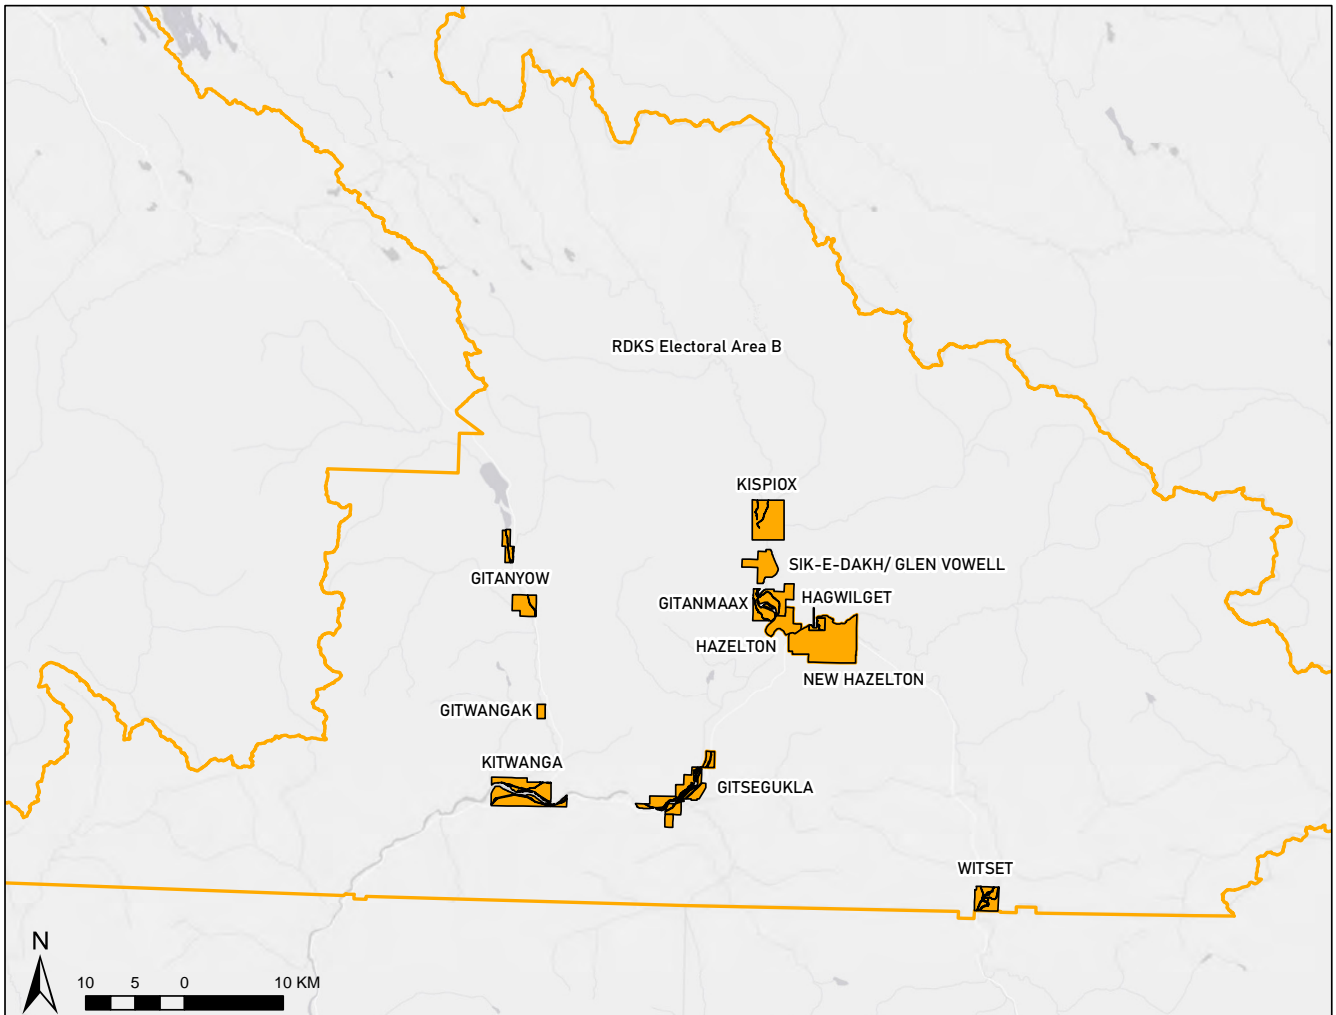 RDKS Electoral Area B
KISPIOX
SIK-E-DAKH/ GLEN VOWELL
GITANYOW
HAGWILGET
GITANMAAX
HAZELTON
NEW HAZELTON
GITWANGAK
KITWANGA
GITSEGUKLA
WITSET
N
10 5 0 10 KM